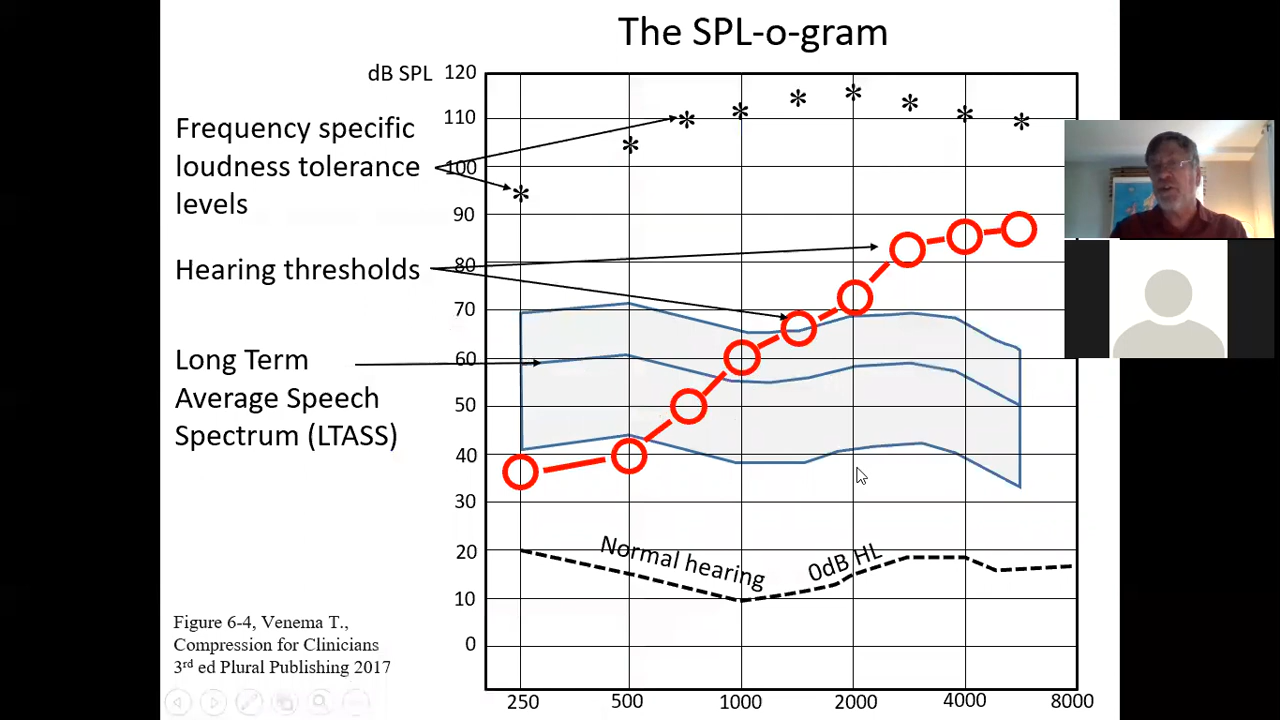 The SPL-o-gram
dB SPL
120
110
100
90
80
70
60
50
40
30
20
10
0
Frequency specific
loudness tolerance
levels
Hearing thresholds
Long Term
Average Speech
Spectrum (LTASS)
Normal hearing
0dB HL
Figure 6-4, Venema T.,
Compression for Clinicians
3rd ed Plural Publishing 2017
250 500 1000 2000 4000 8000